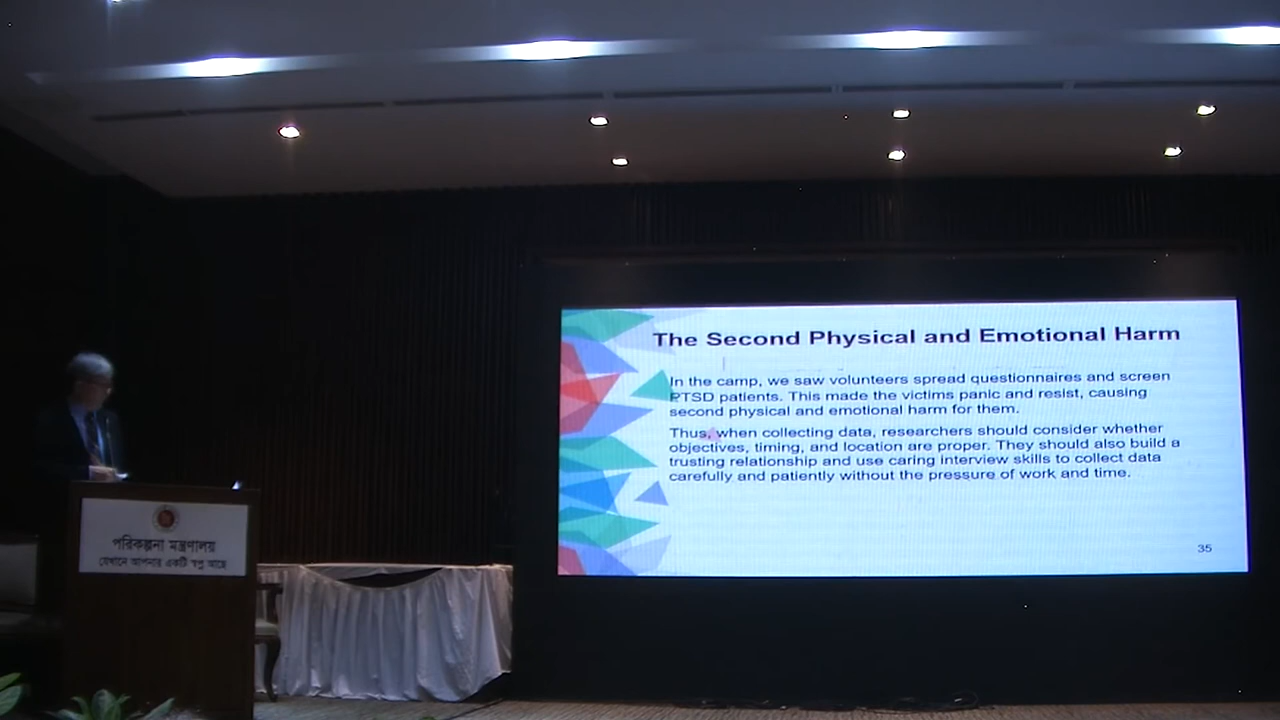 The Second Physical and Emotional Harm
In the camp, we saw volunteers spread questionnaires and screen
PTSD patients. This made the victims panic and resist, causing
second physical and emotional harm for them.
Thus, when collecting data, researchers should consider whether
objectives, timing, and location are proper. They should also build a
trusting relationship and use caring interview skills to collect data
carefully and patiently without the pressure of work and time.
35
পরিকল্পনা মন্ত্রণালয়
যেখানে আপনার একটি স্বপ্ন আছে